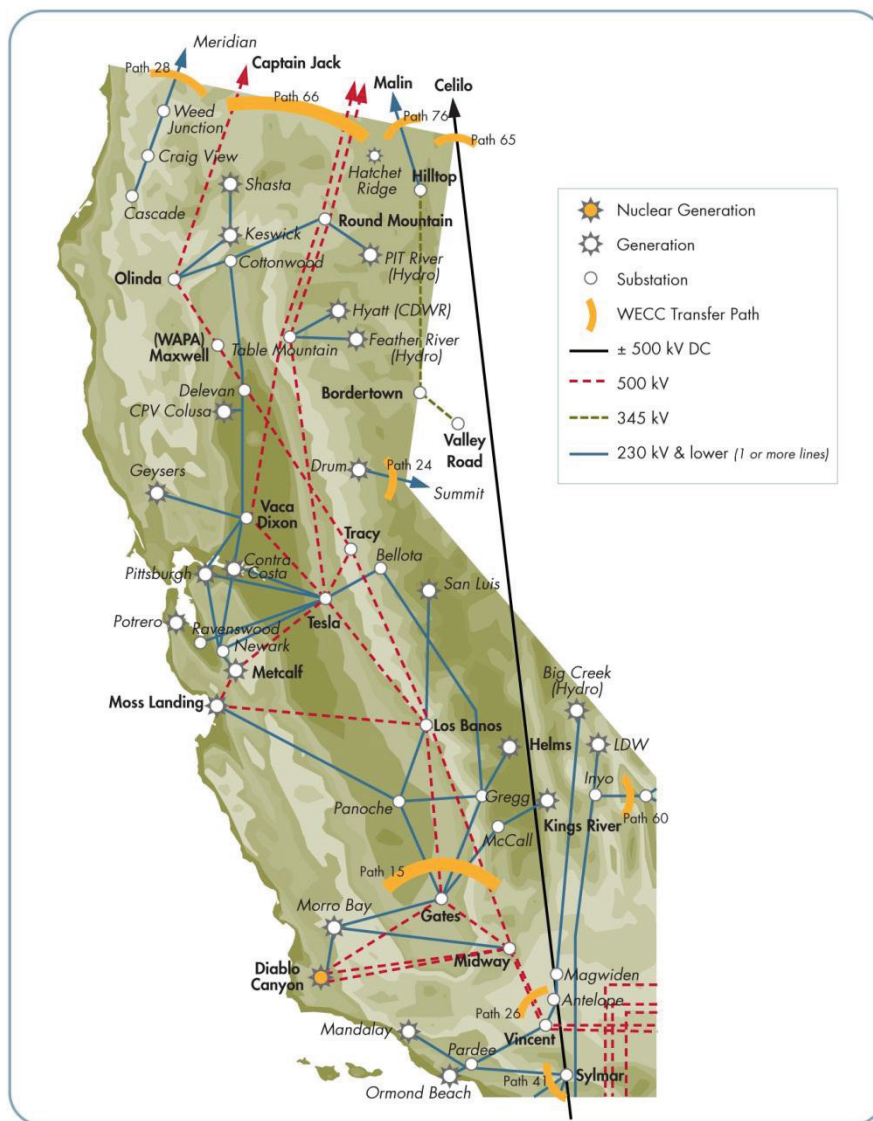 Meridian
Path 28
Captain Jack
Path 66
Malin
Celilo
Path 76
Path 65
Weed
Junction
Craig View
Cascade
Shasta
Keswick
Hatchet
Ridge
Hilltop
Round Mountain
Cottonwood
PIT River
(Hydro)
Olinda
Hyatt (CDWR)
(WAPA)
Maxwell
Table Mountain
Feather River
(Hydro)
Delevan
CPV Colusa
Bordertown
Valley
Road
Geysers
Drum
Path 24
Summit
Vaca
Dixon
Tracy
Bellota
Pittsburgh
Contra
Costa
San Luis
Potrero
Ravenswood
Newark
Tesla
Metcalf
Big Creek
(Hydro)
Moss Landing
Los Banos
Helms
LDW
Inyo
Panoche
Gregg
Kings River
Path 60
McCall
Path 15
Gates
Morro Bay
Midway
Diablo
Canyon
Magwiden
Antelope
Path 26
Vincent
Mandalay
Pardee
Ormond Beach
Path 41
Sylmar
Nuclear Generation
Generation
Substation
WECC Transfer Path
± 500 kV DC
500 kV
345 kV
230 kV & lower (1 or more lines)